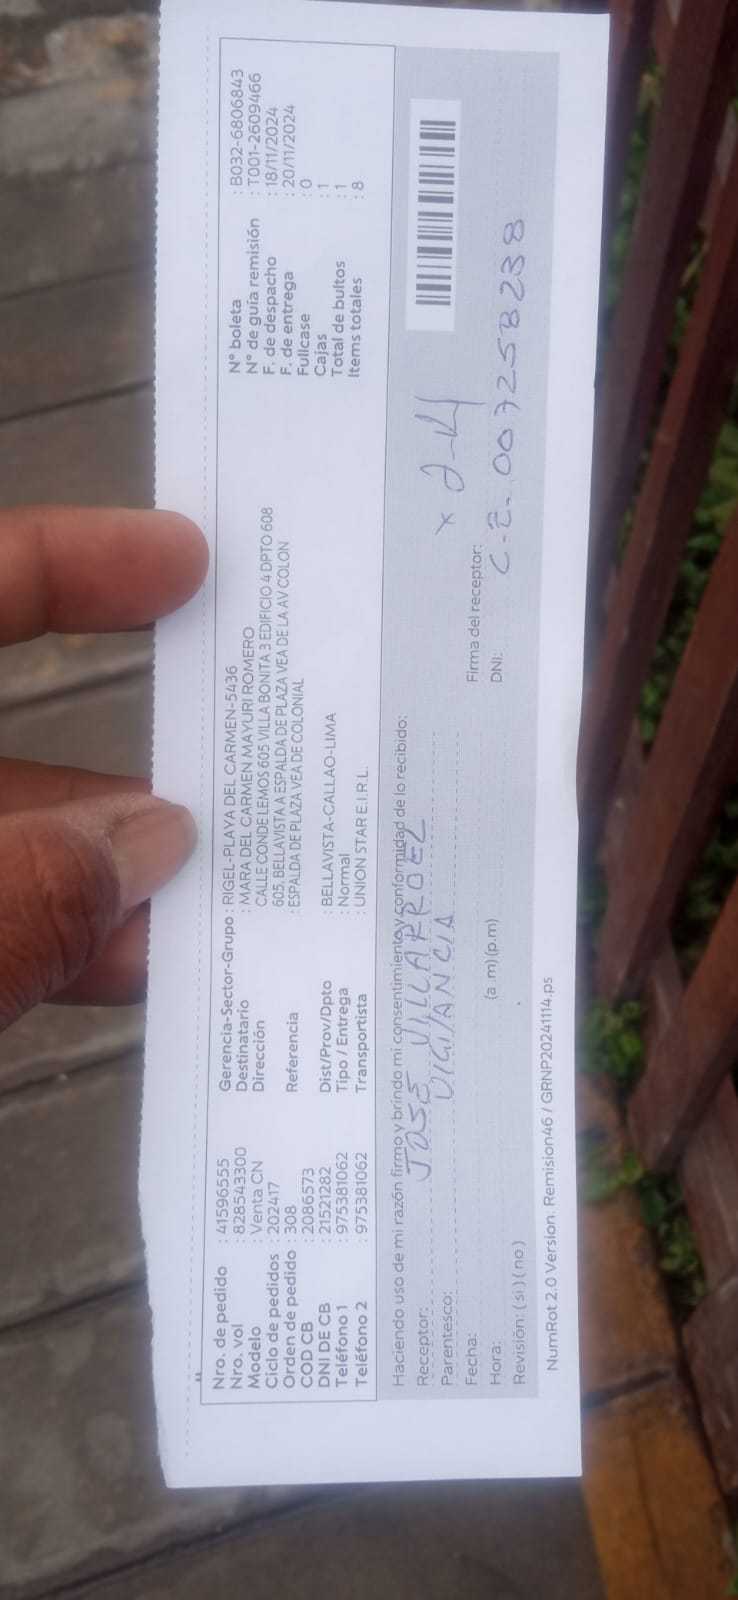 Nro. de pedido : 41596555
Nro. vol : 828543300
Modelo : Venta CN
Ciclo de pedidos : 202417
Orden de pedido : 308
COD CB : 2086573
DNI DE CB : 21521282
Teléfono 1 : 975381062
Teléfono 2 : 975381062
Gerencia-Sector-Grupo : RIGEL-PLAYA DEL CARMEN-5436
Destinatario : MARA DEL CARMEN MAYURI ROMERO
Dirección CALLE CONDE LEMOS 605 VILLA BONITA 3 EDIFICIO 4 DPTO 608
605, BELLAVISTA A ESPALDA DE PLAZA VEA DE LA AV COLON
Referencia : ESPALDA DE PLAZA VEA DE COLONIAL
Dist/Prov/Dpto : BELLAVISTA-CALLAO-LIMA
Tipo / Entrega : Normal
Transportista : UNION STAR E.I.R.L.
N° boleta : B032-6806843
N° de guía remisión : T001-2609466
F. de despacho : 18/11/2024
F. de entrega : 20/11/2024
Fullcase : 0
Cajas : 1
Total de bultos : 1
Items totales : 8
Haciendo uso de mi razón firmo y brindo mi consentimiento y conformidad de lo recibido:
Receptor: JOSE VILLARROEL
Parentesco: VIGILANCIA
Fecha:
Hora: (a .m)(p.m)
Revisión: ( si ) ( no )
Firma del receptor:
DNI: C-E- 007258238
NumRot 2.0 Version. Remision46 / GRNP20241114.ps